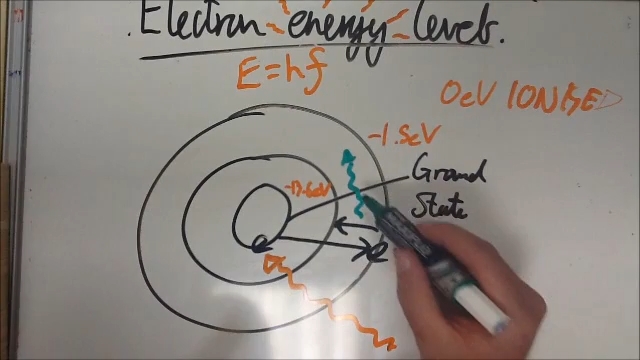 Electron energy levels.
E=hf
0eV IONISED
-1.5eV
-13.6eV
Ground
State
e
e